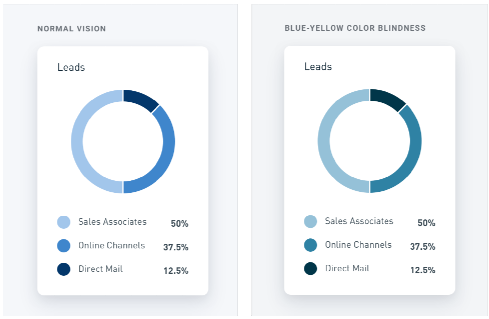 NORMAL VISION
Leads
Sales Associates 50%
Online Channels 37.5%
Direct Mail 12.5%
BLUE-YELLOW COLOR BLINDNESS
Leads
Sales Associates 50%
Online Channels 37.5%
Direct Mail 12.5%